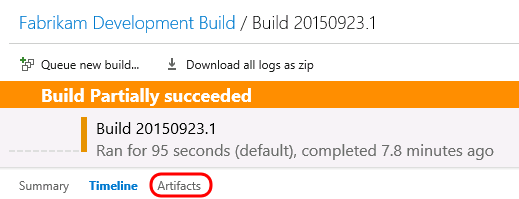 Fabrikam Development Build / Build 20150923.1
Queue new build... Download all logs as zip
Build Partially succeeded
Build 20150923.1
Ran for 95 seconds (default), completed 7.8 minutes ago
Summary Timeline Artifacts